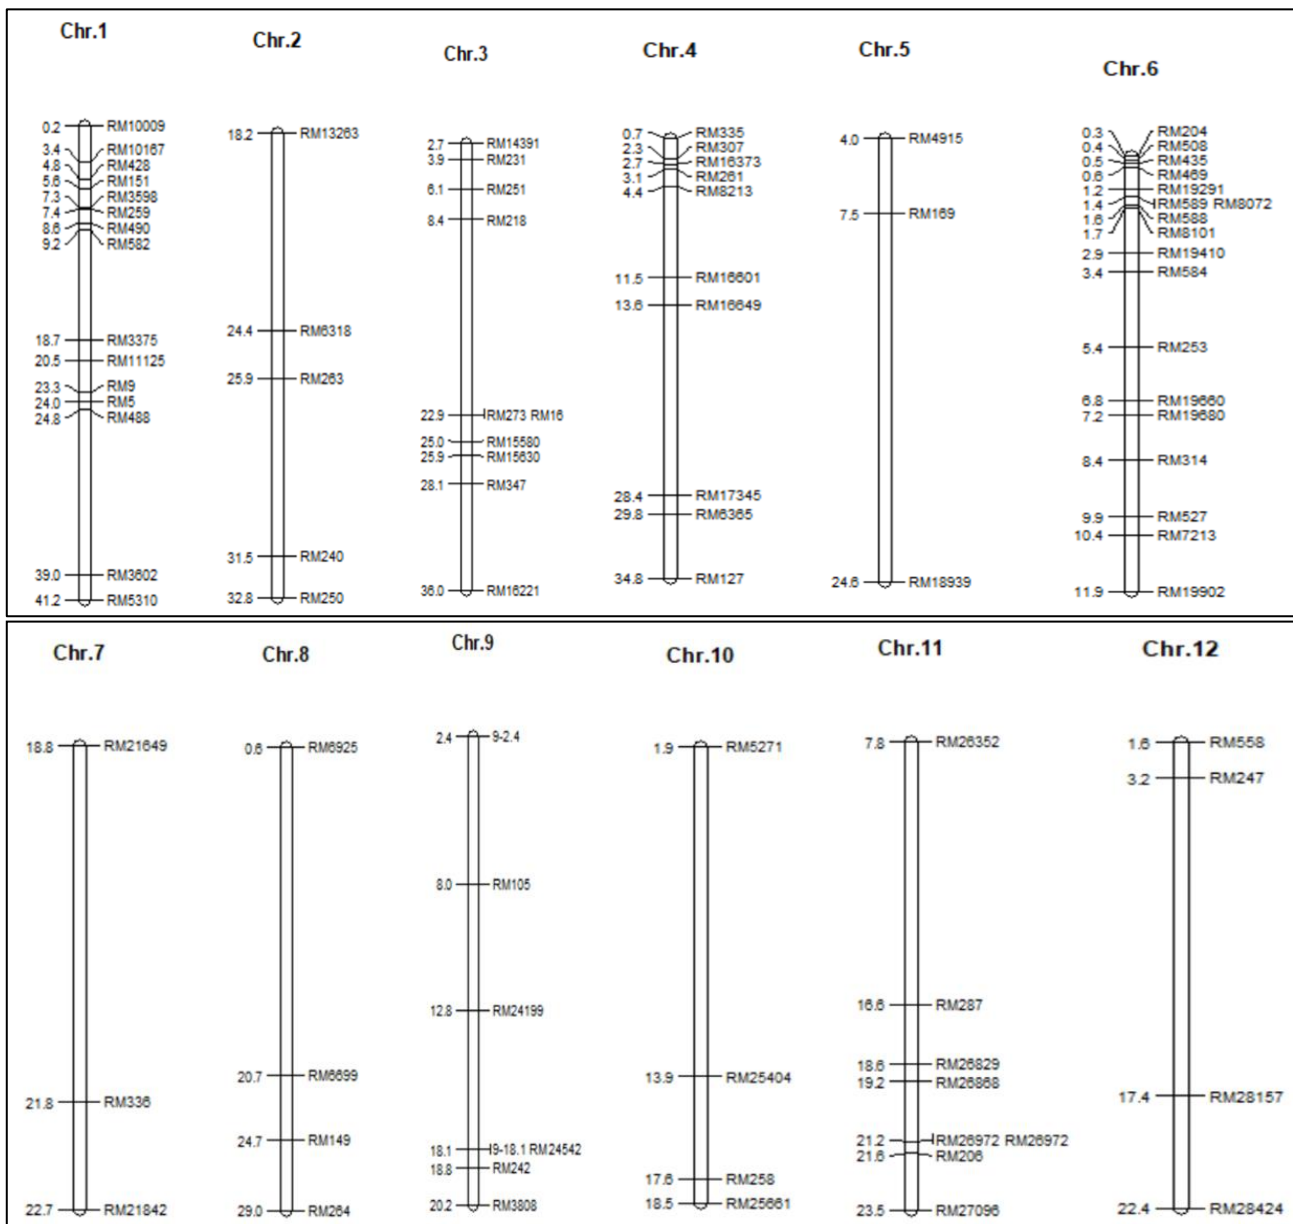 Chr.1
0.2 RM10009
3.4 RM10167
4.8 RM428
5.6 RM151
7.3 RM3598
7.4 RM259
8.6 RM490
9.2 RM582
18.7 RM3375
20.5 RM11125
23.3 RM9
24.0 RM5
24.8 RM488
39.0 RM3602
41.2 RM5310
Chr.2
18.2 RM13263
24.4 RM6318
25.9 RM263
31.5 RM240
32.8 RM250
Chr.3
2.7 RM14391
3.9 RM231
6.1 RM251
8.4 RM218
22.9 RM273 RM16
25.0 RM15580
25.9 RM15630
28.1 RM347
36.0 RM16221
Chr.4
0.7 RM335
2.3 RM307
2.7 RM16373
3.1 RM261
4.4 RM8213
11.5 RM16601
13.6 RM16649
28.4 RM17345
29.8 RM6365
34.8 RM127
Chr.5
4.0 RM4915
7.5 RM169
24.6 RM18939
Chr.6
0.3 RM204
0.4 RM508
0.5 RM435
0.6 RM469
1.2 RM19291
1.4 RM589 RM8072
1.6 RM588
1.7 RM8101
2.9 RM19410
3.4 RM584
5.4 RM253
6.8 RM19660
7.2 RM19680
8.4 RM314
9.9 RM527
10.4 RM7213
11.9 RM19902
Chr.7
18.8 RM21649
21.8 RM336
22.7 RM21842
Chr.8
0.6 RM6925
20.7 RM6699
24.7 RM149
29.0 RM264
Chr.9
2.4 9-2.4
8.0 RM105
12.8 RM24199
18.1 9-18.1 RM24542
18.8 RM242
20.2 RM3808
Chr.10
1.9 RM5271
13.9 RM25404
17.6 RM258
18.5 RM25661
Chr.11
7.8 RM26352
16.6 RM287
18.6 RM26829
19.2 RM26868
21.2 RM26972 RM26972
21.6 RM206
23.5 RM27096
Chr.12
1.6 RM558
3.2 RM247
17.4 RM28157
22.4 RM28424